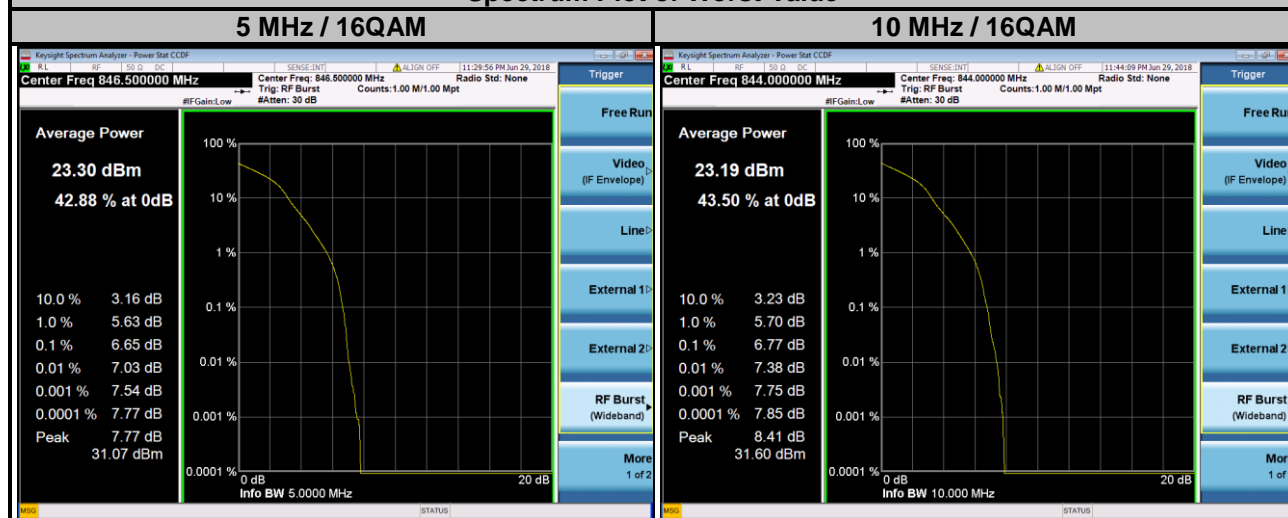 5 MHz / 16QAM
10 MHz / 16QAM
Keysight Spectrum Analyzer - Power Stat CCDF
RL RF 50 Ω DC SENSE:INT ALIGN OFF 11:29:56 PM Jun 29, 2018
Center Freq 846.500000 MHz
Center Freq: 846.500000 MHz Radio Std: None
Trig: RF Burst Counts:1.00 M/1.00 Mpt
#IFGain:Low #Atten: 30 dB
Average Power
23.30 dBm
42.88 % at 0dB
10.0 % 3.16 dB
1.0 % 5.63 dB
0.1 % 6.65 dB
0.01 % 7.03 dB
0.001 % 7.54 dB
0.0001 % 7.77 dB
Peak 7.77 dB
31.07 dBm
100 %
10 %
1 %
0.1 %
0.01 %
0.001 %
0.0001 %
0 dB 20 dB
Info BW 5.0000 MHz
Trigger
Free Run
Video
(IF Envelope)
Line
External 1
External 2
RF Burst
(Wideband)
More
1 of 2
MSG STATUS
Keysight Spectrum Analyzer - Power Stat CCDF
RL RF 50 Ω DC SENSE:INT ALIGN OFF 11:44:09 PM Jun 29, 2018
Center Freq 844.000000 MHz
Center Freq: 844.000000 MHz Radio Std: None
Trig: RF Burst Counts:1.00 M/1.00 Mpt
#IFGain:Low #Atten: 30 dB
Average Power
23.19 dBm
43.50 % at 0dB
10.0 % 3.23 dB
1.0 % 5.70 dB
0.1 % 6.77 dB
0.01 % 7.38 dB
0.001 % 7.75 dB
0.0001 % 7.85 dB
Peak 8.41 dB
31.60 dBm
100 %
10 %
1 %
0.1 %
0.01 %
0.001 %
0.0001 %
0 dB 20 dB
Info BW 10.000 MHz
Trigger
Free Ru
Video
(IF Envelope)
Line
External 1
External 2
RF Burst
(Wideband)
Mor
1 of
MSG STATUS